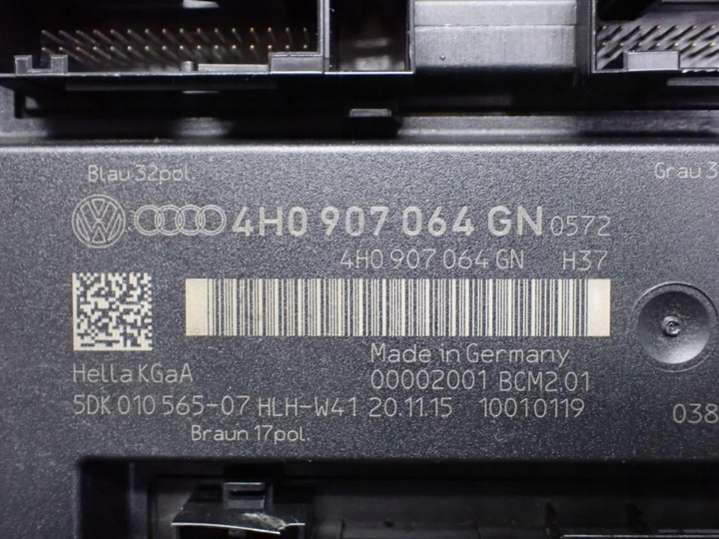 Blau 32pol.
Grau 3
4H0 907 064 GN 0572
4H0 907 064 GN H37
Made in Germany
Hella KGaA
00002001 BCM2.01
5DK 010 565-07 HLH-W41 20.11.15 10010119
038
Braun 17pol.